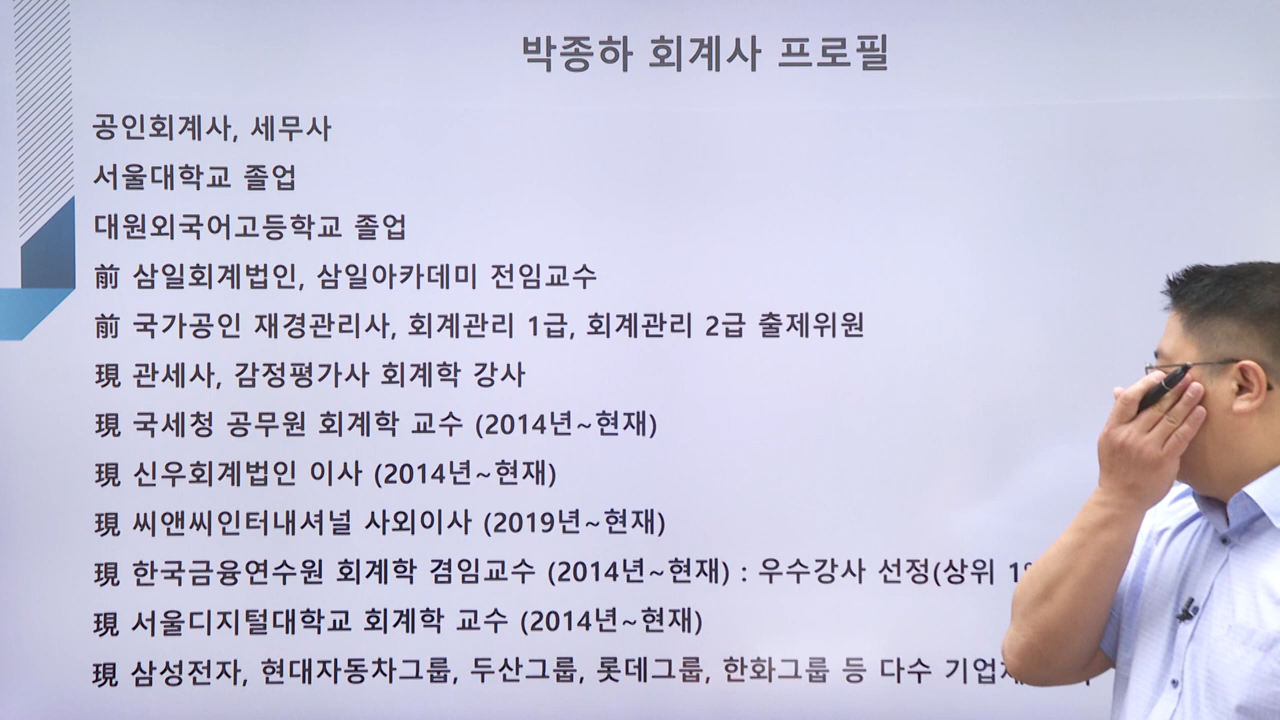 박종하 회계사 프로필
공인회계사, 세무사
서울대학교 졸업
대원외국어고등학교 졸업
前 삼일회계법인, 삼일아카데미 전임교수
前 국가공인 재경관리사, 회계관리 1급, 회계관리 2급 출제위원
現 관세사, 감정평가사 회계학 강사
現 국세청 공무원 회계학 교수 (2014년~현재)
現 신우회계법인 이사 (2014년~현재)
現 씨앤씨인터내셔널 사외이사 (2019년~현재)
現 한국금융연수원 회계학 겸임교수 (2014년~현재) : 우수강사 선정(상위
現 서울디지털대학교 회계학 교수 (2014년~현재)
現 삼성전자, 현대자동차그룹, 두산그룹, 롯데그룹, 한화그룹 등 다수